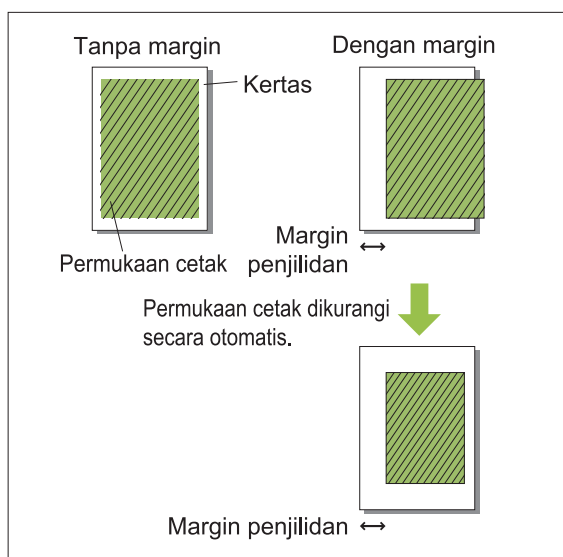 Tanpa margin
Dengan margin
Kertas
Permukaan cetak
Margin
penjilidan
Permukaan cetak dikurangi
secara otomatis.
Margin penjilidan